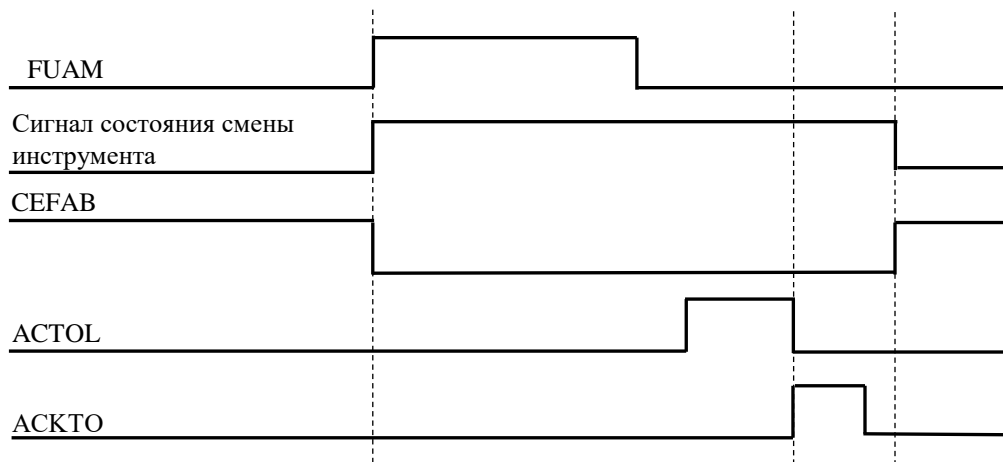 FUAM
Сигнал состояния смены
инструмента
CEFAB
ACTOL
ACKTO